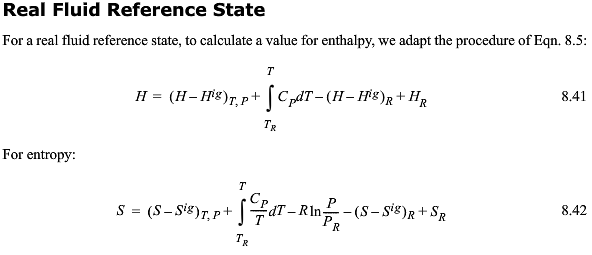 Real Fluid Reference State
For a real fluid reference state, to calculate a value for enthalpy, we adapt the procedure of Eqn. 8.5:
H = (H – H^{ig})_{T, P} + ∫_{T_R}^{T} C_P dT – (H – H^{ig})_R + H_R 8.41
For entropy:
S = (S – S^{ig})_{T, P} + ∫_{T_R}^{T} \frac{C_P}{T} dT – R ln \frac{P}{P_R} – (S – S^{ig})_R + S_R 8.42